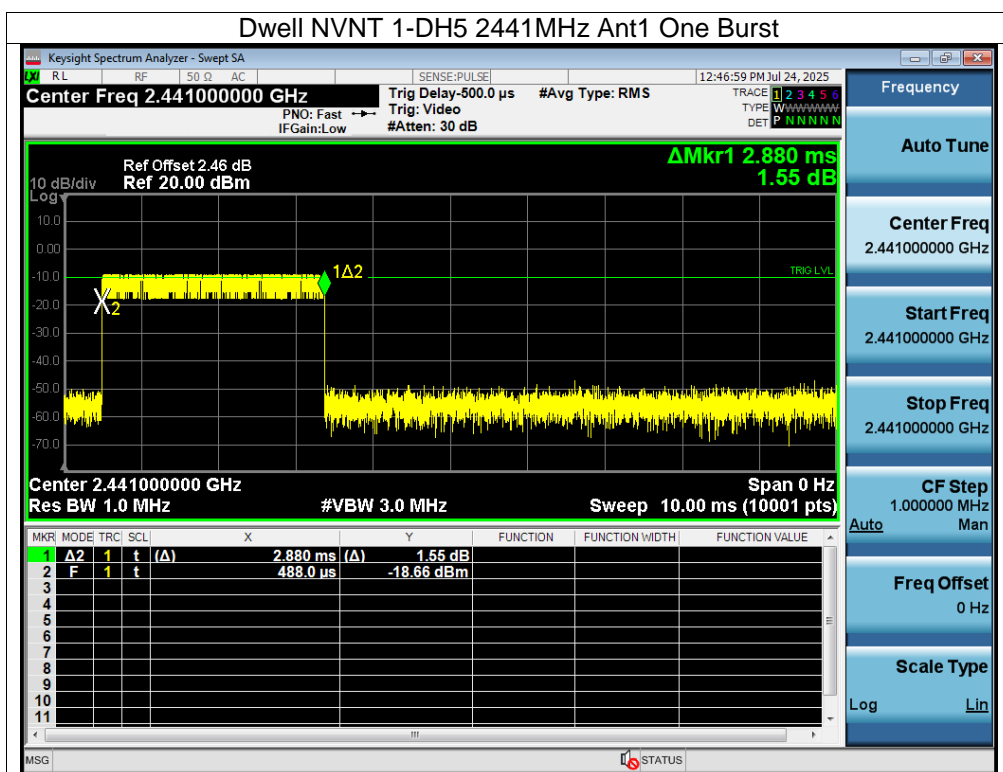 Dwell NVNT 1-DH5 2441MHz Ant1 One Burst
Keysight Spectrum Analyzer - Swept SA
LXI RL RF 50 Ω AC SENSE:PULSE 12:46:59 PM Jul 24, 2025
Center Freq 2.441000000 GHz Trig Delay-500.0 µs #Avg Type: RMS TRACE 1 2 3 4 5 6
PNO: Fast Trig: Video TYPE WWWWWW
IFGain:Low #Atten: 30 dB DET P N N N N N
Frequency
Auto Tune
ΔMkr1 2.880 ms
1.55 dB
Ref Offset 2.46 dB
10 dB/div Ref 20.00 dBm
Log
10.0
0.00
-10.0
-20.0
-30.0
-40.0
-50.0
-60.0
-70.0
1Δ2
TRIG LVL
2
Center 2.441000000 GHz Span 0 Hz
Res BW 1.0 MHz #VBW 3.0 MHz Sweep 10.00 ms (10001 pts)
MKR MODE TRC SCL X Y FUNCTION FUNCTION WIDTH FUNCTION VALUE
1 Δ2 1 t (Δ) 2.880 ms (Δ) 1.55 dB
2 F 1 t 488.0 µs -18.66 dBm
3
4
5
6
7
8
9
10
11
Center Freq
2.441000000 GHz
Start Freq
2.441000000 GHz
Stop Freq
2.441000000 GHz
CF Step
1.000000 MHz
Auto Man
Freq Offset
0 Hz
Scale Type
Log Lin
MSG STATUS